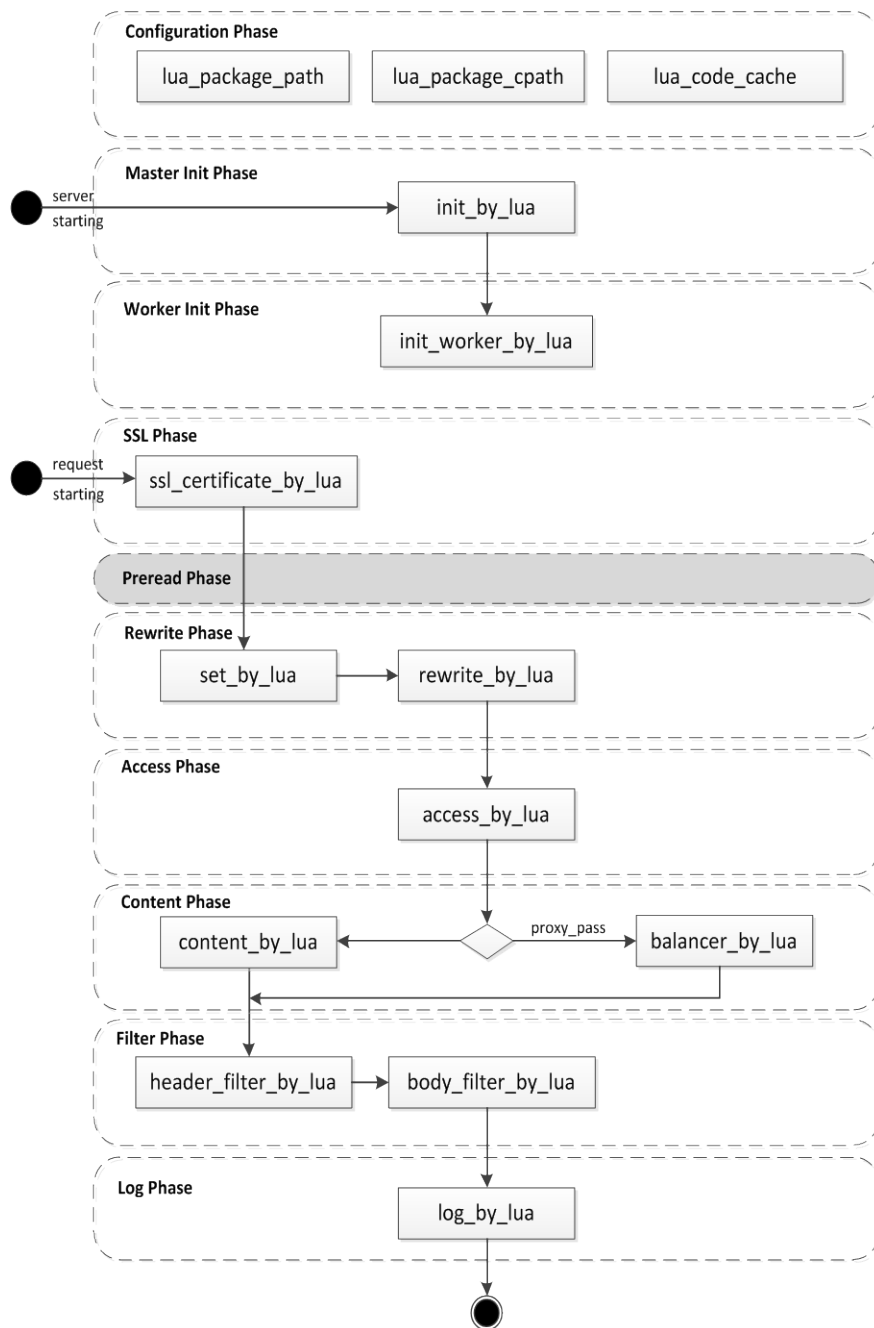 Configuration Phase
lua_package_path
lua_package_cpath
lua_code_cache
Master Init Phase
server
starting
init_by_lua
Worker Init Phase
init_worker_by_lua
SSL Phase
request
starting
ssl_certificate_by_lua
Preread Phase
Rewrite Phase
set_by_lua
rewrite_by_lua
Access Phase
access_by_lua
Content Phase
content_by_lua
proxy_pass
balancer_by_lua
Filter Phase
header_filter_by_lua
body_filter_by_lua
Log Phase
log_by_lua